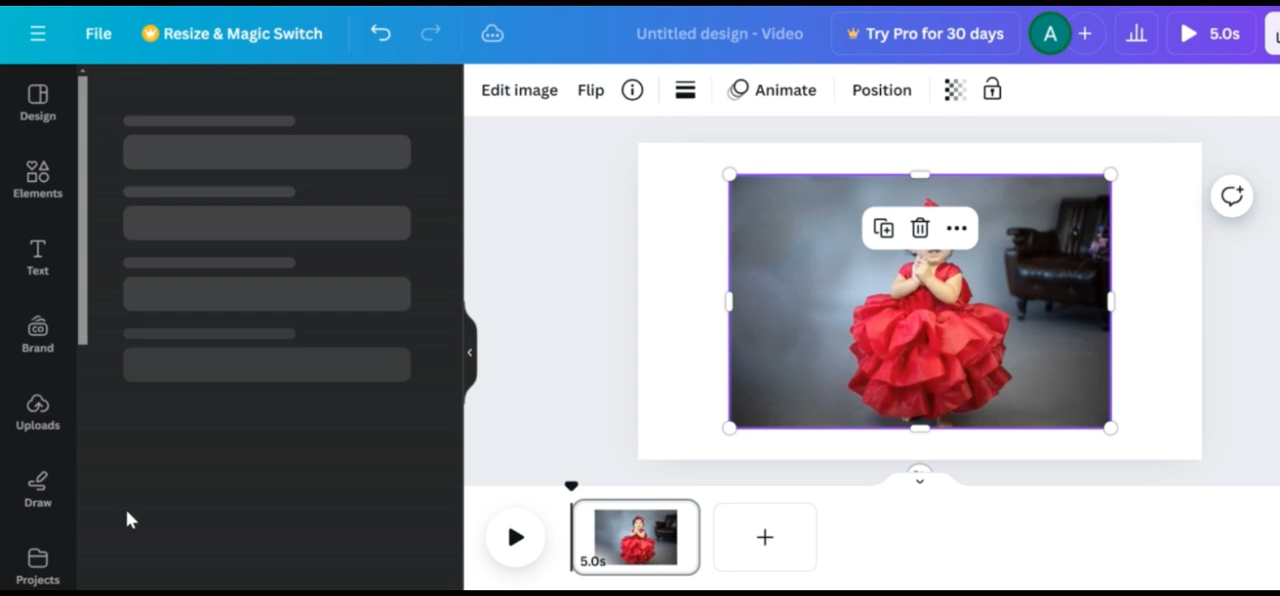 File
Resize & Magic Switch
Untitled design - Video
Try Pro for 30 days
A
5.0s
Design
Elements
Text
Brand
Uploads
Draw
Projects
Edit image
Flip
Animate
Position
5.0s